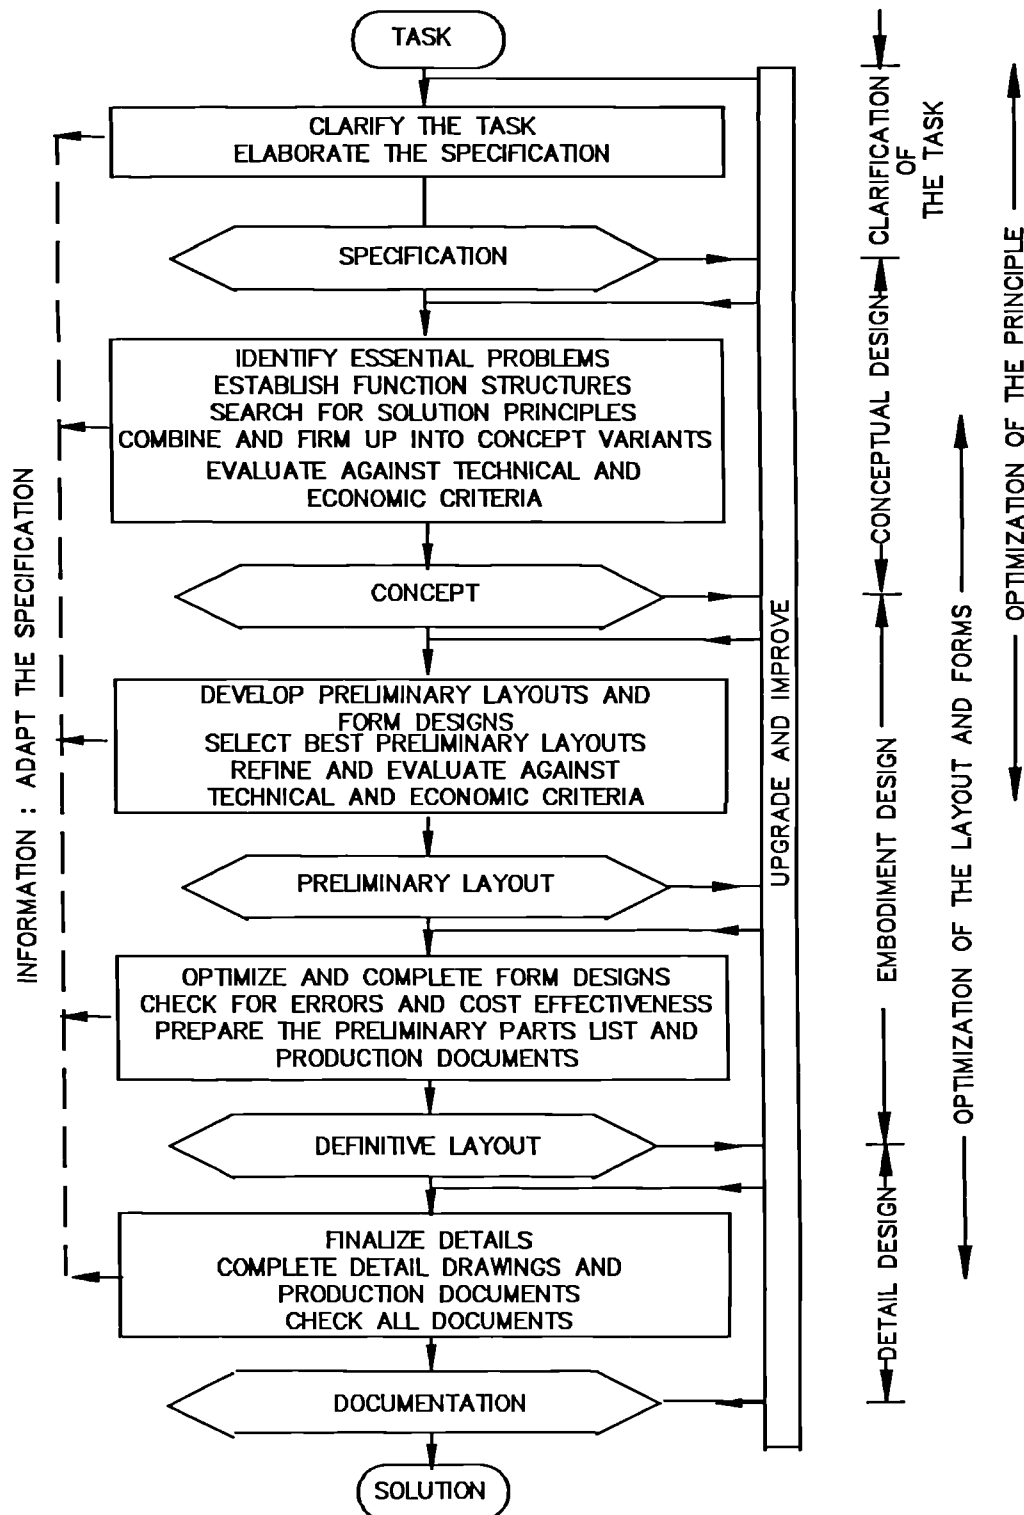 TASK
CLARIFY THE TASK
ELABORATE THE SPECIFICATION
SPECIFICATION
IDENTIFY ESSENTIAL PROBLEMS
ESTABLISH FUNCTION STRUCTURES
SEARCH FOR SOLUTION PRINCIPLES
COMBINE AND FIRM UP INTO CONCEPT VARIANTS
EVALUATE AGAINST TECHNICAL AND
ECONOMIC CRITERIA
CONCEPT
DEVELOP PRELIMINARY LAYOUTS AND
FORM DESIGNS
SELECT BEST PRELIMINARY LAYOUTS
REFINE AND EVALUATE AGAINST
TECHNICAL AND ECONOMIC CRITERIA
PRELIMINARY LAYOUT
OPTIMIZE AND COMPLETE FORM DESIGNS
CHECK FOR ERRORS AND COST EFFECTIVENESS
PREPARE THE PRELIMINARY PARTS LIST AND
PRODUCTION DOCUMENTS
DEFINITIVE LAYOUT
FINALIZE DETAILS
COMPLETE DETAIL DRAWINGS AND
PRODUCTION DOCUMENTS
CHECK ALL DOCUMENTS
DOCUMENTATION
SOLUTION
INFORMATION : ADAPT THE SPECIFICATION
UPGRADE AND IMPROVE
CLARIFICATION
OF
THE TASK
CONCEPTUAL DESIGN
EMBODIMENT DESIGN
DETAIL DESIGN
OPTIMIZATION OF THE LAYOUT AND FORMS
OPTIMIZATION OF THE PRINCIPLE